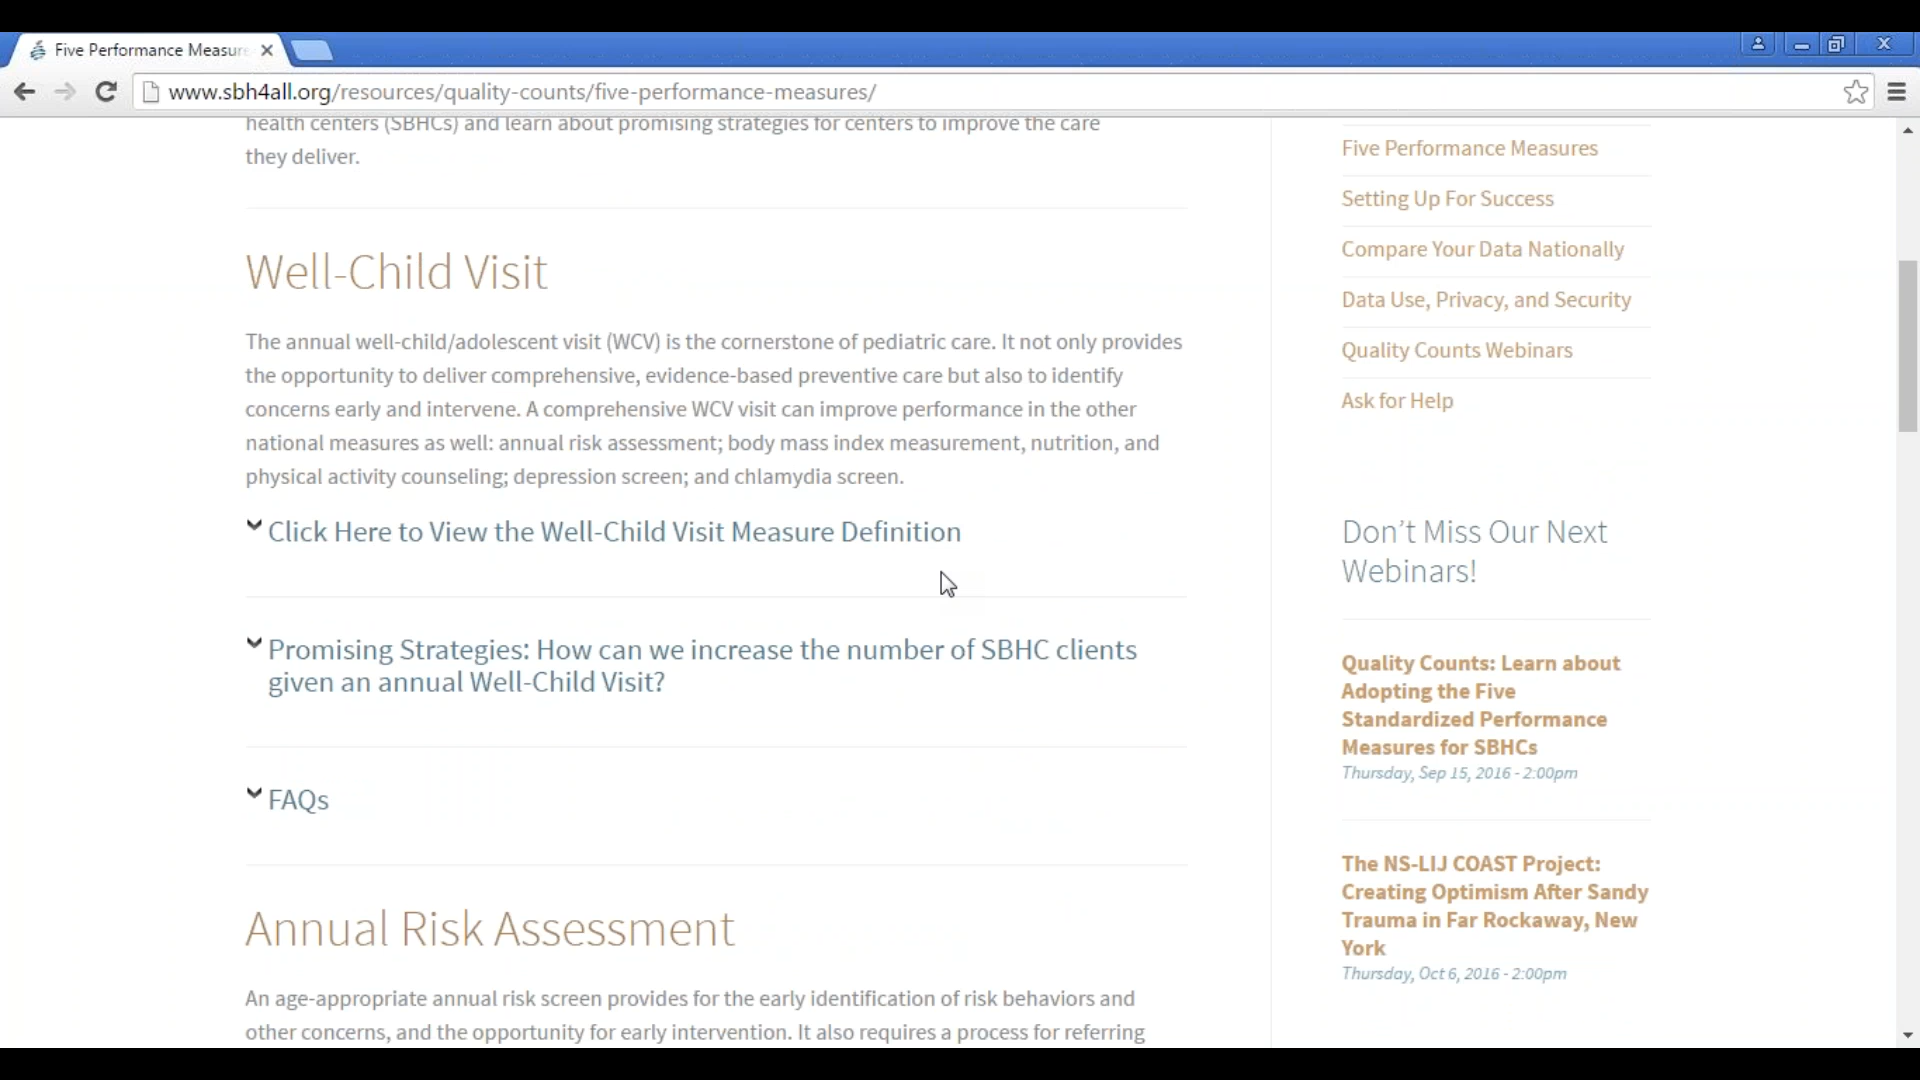 Five Performance Measur
www.sbh4all.org/resources/quality-counts/five-performance-measures/
health centers (SBHCs) and learn about promising strategies for centers to improve the care
they deliver.
Well-Child Visit
The annual well-child/adolescent visit (WCV) is the cornerstone of pediatric care. It not only provides
the opportunity to deliver comprehensive, evidence-based preventive care but also to identify
concerns early and intervene. A comprehensive WCV visit can improve performance in the other
national measures as well: annual risk assessment; body mass index measurement, nutrition, and
physical activity counseling; depression screen; and chlamydia screen.
Click Here to View the Well-Child Visit Measure Definition
Promising Strategies: How can we increase the number of SBHC clients
given an annual Well-Child Visit?
FAQs
Annual Risk Assessment
An age-appropriate annual risk screen provides for the early identification of risk behaviors and
other concerns, and the opportunity for early intervention. It also requires a process for referring
Five Performance Measures
Setting Up For Success
Compare Your Data Nationally
Data Use, Privacy, and Security
Quality Counts Webinars
Ask for Help
Don't Miss Our Next
Webinars!
Quality Counts: Learn about
Adopting the Five
Standardized Performance
Measures for SBHCs
Thursday, Sep 15, 2016 - 2:00pm
The NS-LIJ COAST Project:
Creating Optimism After Sandy
Trauma in Far Rockaway, New
York
Thursday, Oct 6, 2016 - 2:00pm